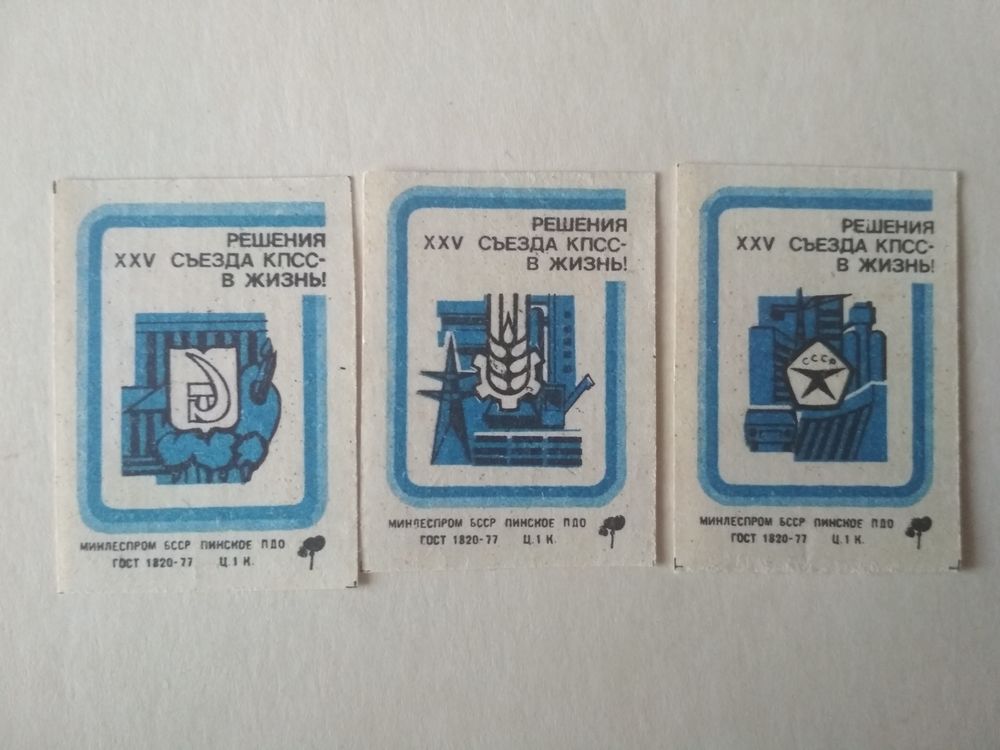 РЕШЕНИЯ
XXV СЪЕЗДА КПСС-
В ЖИЗНЬ!
МИНЛЕСПРОМ БССР ПИНСКОЕ ПДО
ГОСТ 1820-77 Ц.1 К.
РЕШЕНИЯ
XXV СЪЕЗДА КПСС-
В ЖИЗНЬ!
МИНЛЕСПРОМ БССР ПИНСКОЕ ПДО
ГОСТ 1820-77 Ц.1 К.
РЕШЕНИЯ
XXV СЪЕЗДА КПСС-
В ЖИЗНЬ!
СССР
МИНЛЕСПРОМ БССР ПИНСКОЕ ПДО
ГОСТ 1820-77 Ц.1 К.